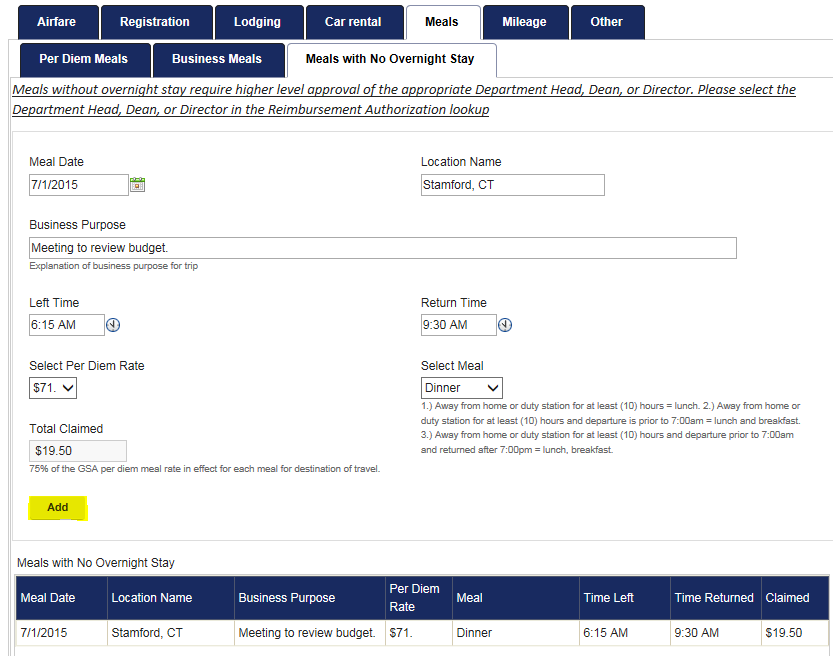 Airfare Registration Lodging Car rental Meals Mileage Other
Per Diem Meals Business Meals Meals with No Overnight Stay
Meals without overnight stay require higher level approval of the appropriate Department Head, Dean, or Director. Please select the
Department Head, Dean, or Director in the Reimbursement Authorization lookup
Meal Date Location Name
7/1/2015 Stamford, CT
Business Purpose
Meeting to review budget.
Explanation of business purpose for trip
Left Time Return Time
6:15 AM 9:30 AM
Select Per Diem Rate Select Meal
$71. Dinner
1.) Away from home or duty station for at least (10) hours = lunch. 2.) Away from home or
duty station for at least (10) hours and departure is prior to 7:00am = lunch and breakfast.
3.) Away from home or duty station for at least (10) hours and departure prior to 7:00am
and returned after 7:00pm = lunch, breakfast.
Total Claimed
$19.50
75% of the GSA per diem meal rate in effect for each meal for destination of travel.
Add
Meals with No Overnight Stay
Meal Date Location Name Business Purpose Per Diem Rate Meal Time Left Time Returned Claimed
7/1/2015 Stamford, CT Meeting to review budget. $71. Dinner 6:15 AM 9:30 AM $19.50